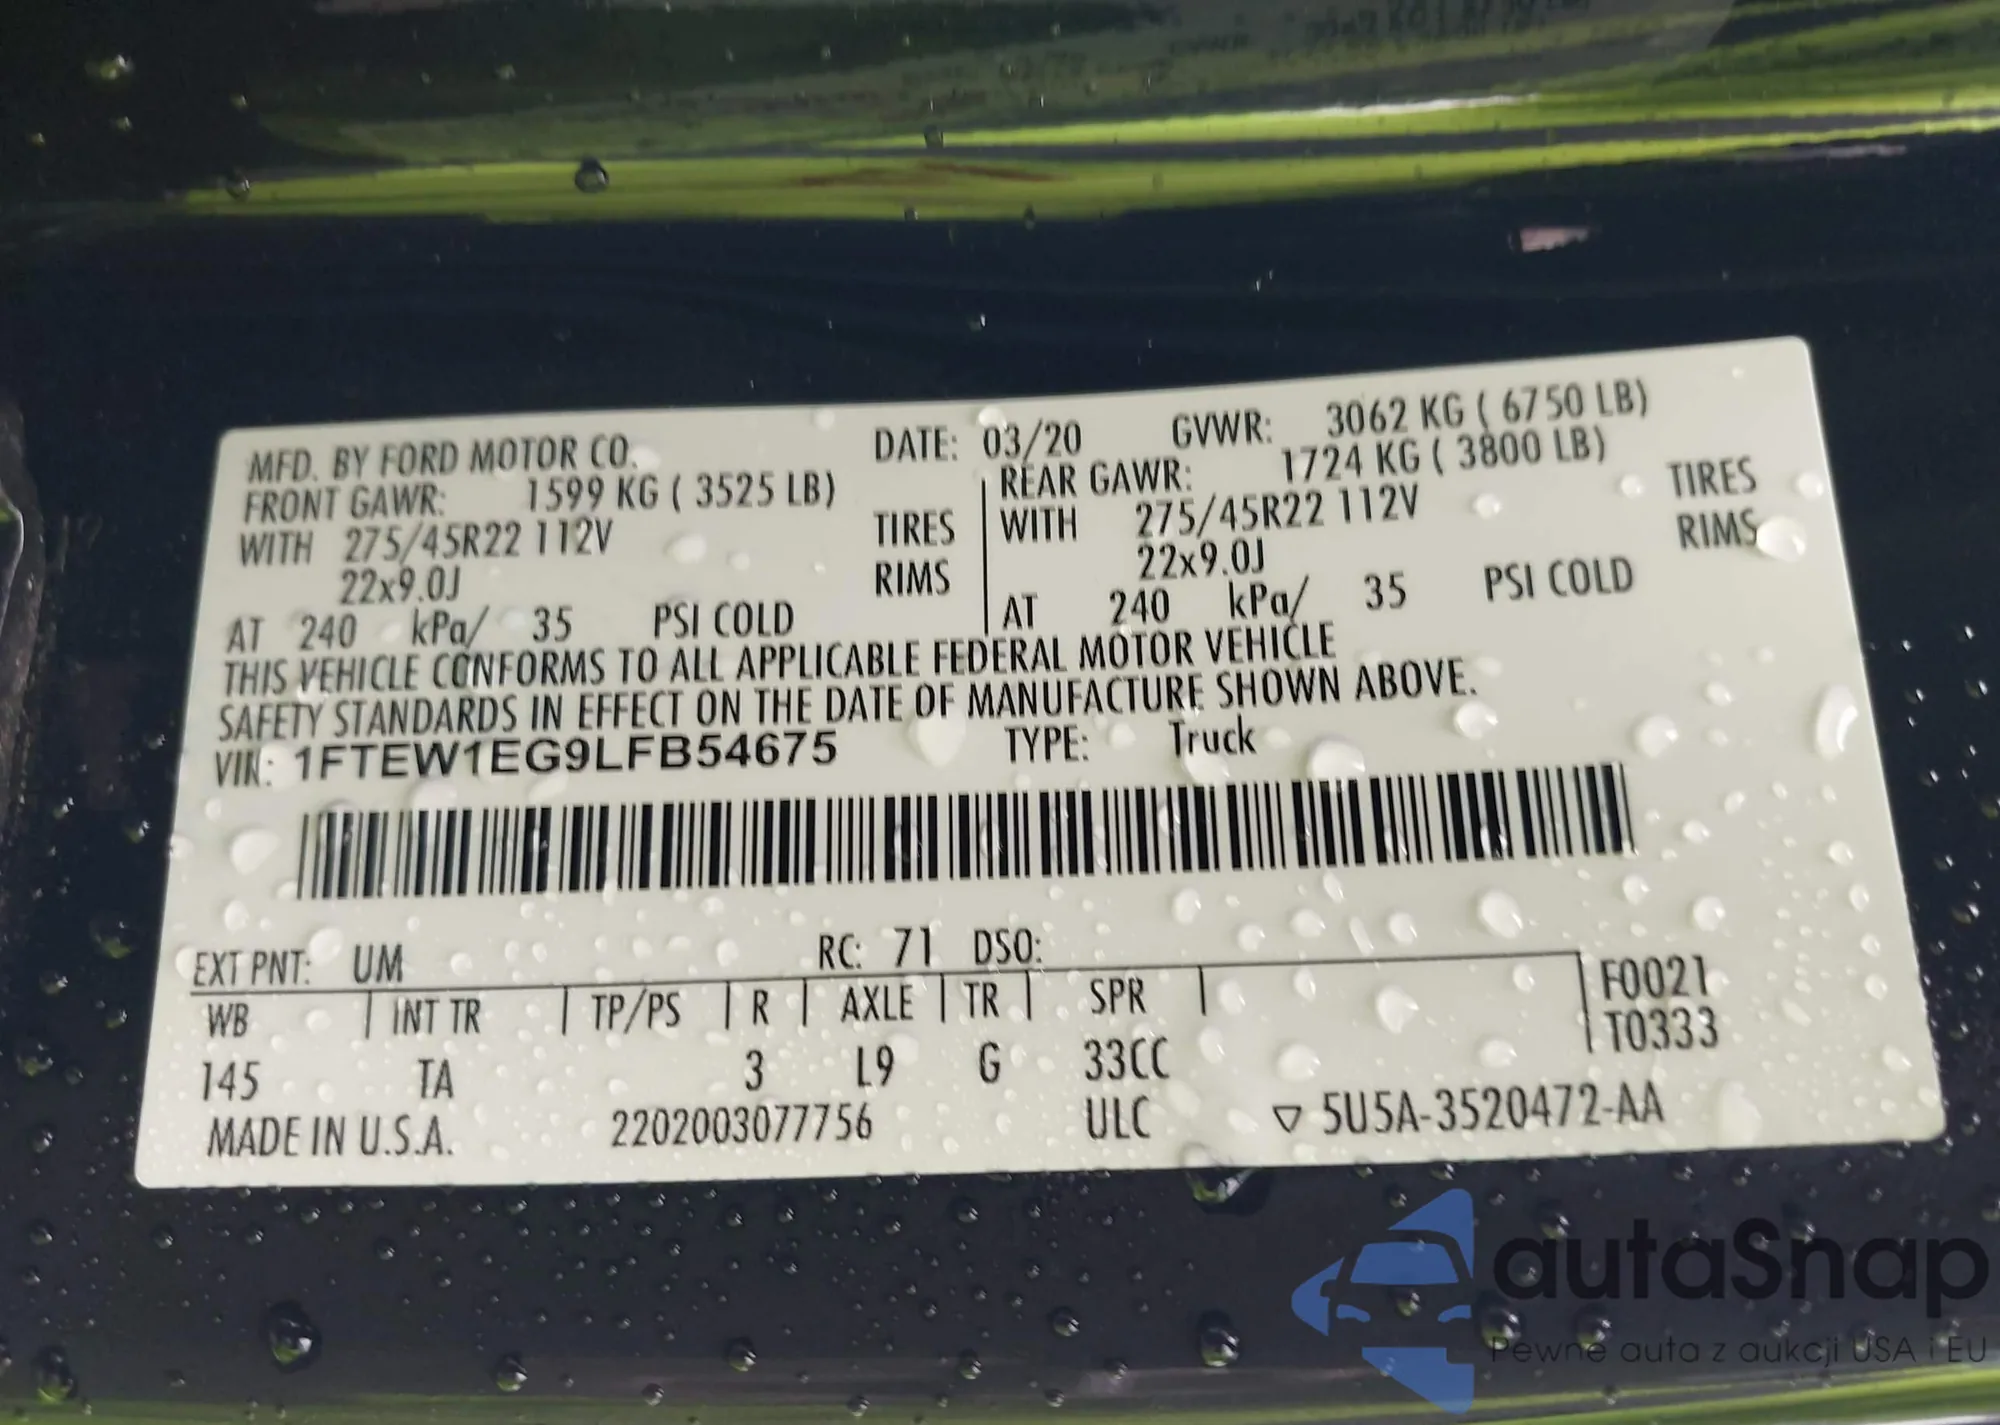 MFD. BY FORD MOTOR CO. DATE: 03/20 GVWR: 3062 KG ( 6750 LB)
FRONT GAWR: 1599 KG ( 3525 LB) REAR GAWR: 1724 KG ( 3800 LB)
WITH 275/45R22 112V TIRES WITH 275/45R22 112V TIRES
22x9.0J RIMS 22x9.0J RIMS
AT 240 kPa/ 35 PSI COLD AT 240 kPa/ 35 PSI COLD
THIS VEHICLE CONFORMS TO ALL APPLICABLE FEDERAL MOTOR VEHICLE
SAFETY STANDARDS IN EFFECT ON THE DATE OF MANUFACTURE SHOWN ABOVE.
VIN: 1FTEW1EG9LFB54675 TYPE: Truck
EXT PNT: UM RC: 71 DSO:
WB INT TR TP/PS R AXLE TR SPR F0021
T0333
145 TA 3 L9 G 33CC
MADE IN U.S.A. 2202003077756 ULC ▽ 5U5A-3520472-AA
autaSnap
Pewne auta z aukcji USA i EU